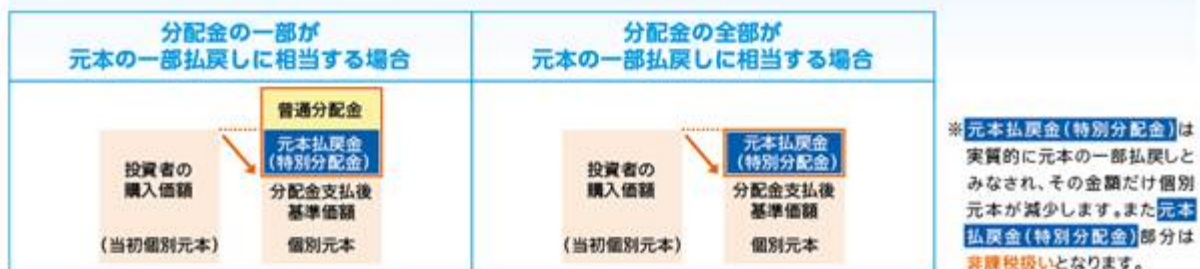 分配金の一部が
元本の一部払戻しに相当する場合
分配金の全部が
元本の一部払戻しに相当する場合
普通分配金
元本払戻金
(特別分配金)
投資者の
購入価額
(当初個別元本)
分配金支払後
基準価額
個別元本
元本払戻金
(特別分配金)
投資者の
購入価額
(当初個別元本)
分配金支払後
基準価額
個別元本
※元本払戻金(特別分配金)は
実質的に元本の一部払戻しと
みなされ、その金額だけ個別
元本が減少します。また元本
払戻金(特別分配金)部分は
非課税扱いとなります。